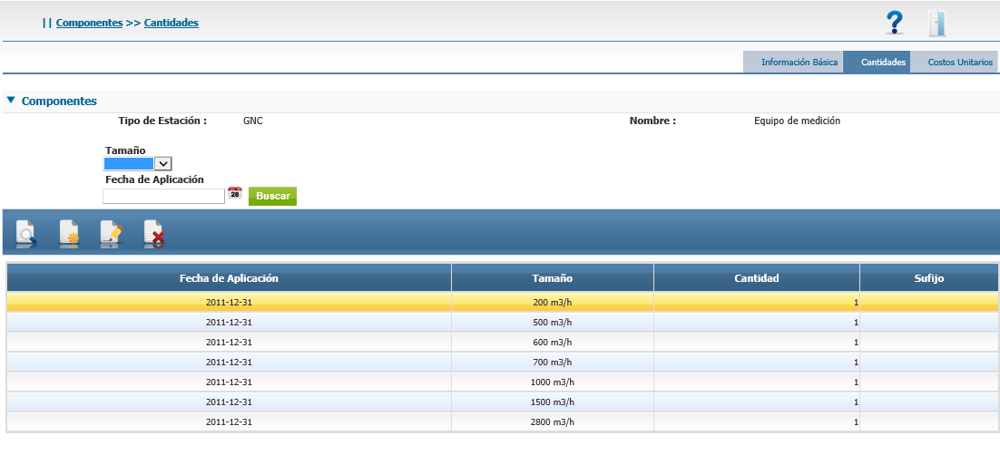 || Componentes >> Cantidades
Información Básica Cantidades Costos Unitarios
Componentes
Tipo de Estación : GNC Nombre : Equipo de medición
Tamaño
Fecha de Aplicación
28 Buscar
Fecha de Aplicación Tamaño Cantidad Sufijo
2011-12-31 200 m3/h 1
2011-12-31 500 m3/h 1
2011-12-31 600 m3/h 1
2011-12-31 700 m3/h 1
2011-12-31 1000 m3/h 1
2011-12-31 1500 m3/h 1
2011-12-31 2800 m3/h 1